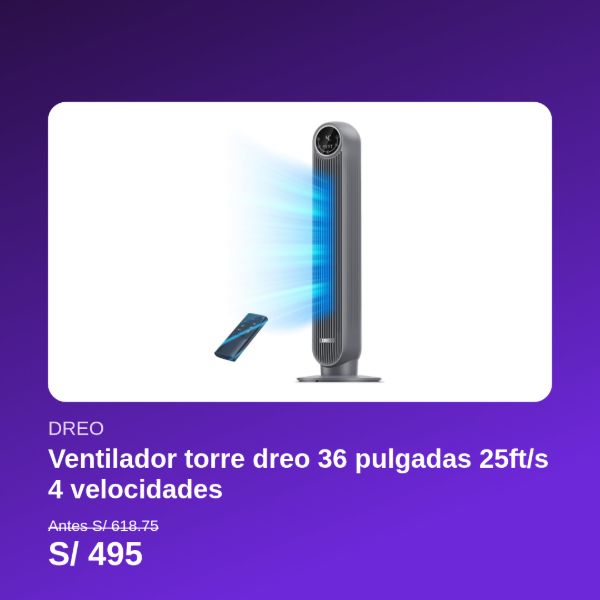 DREO
Ventilador torre dreo 36 pulgadas 25ft/s
4 velocidades
Antes S/ 618.75
S/ 495